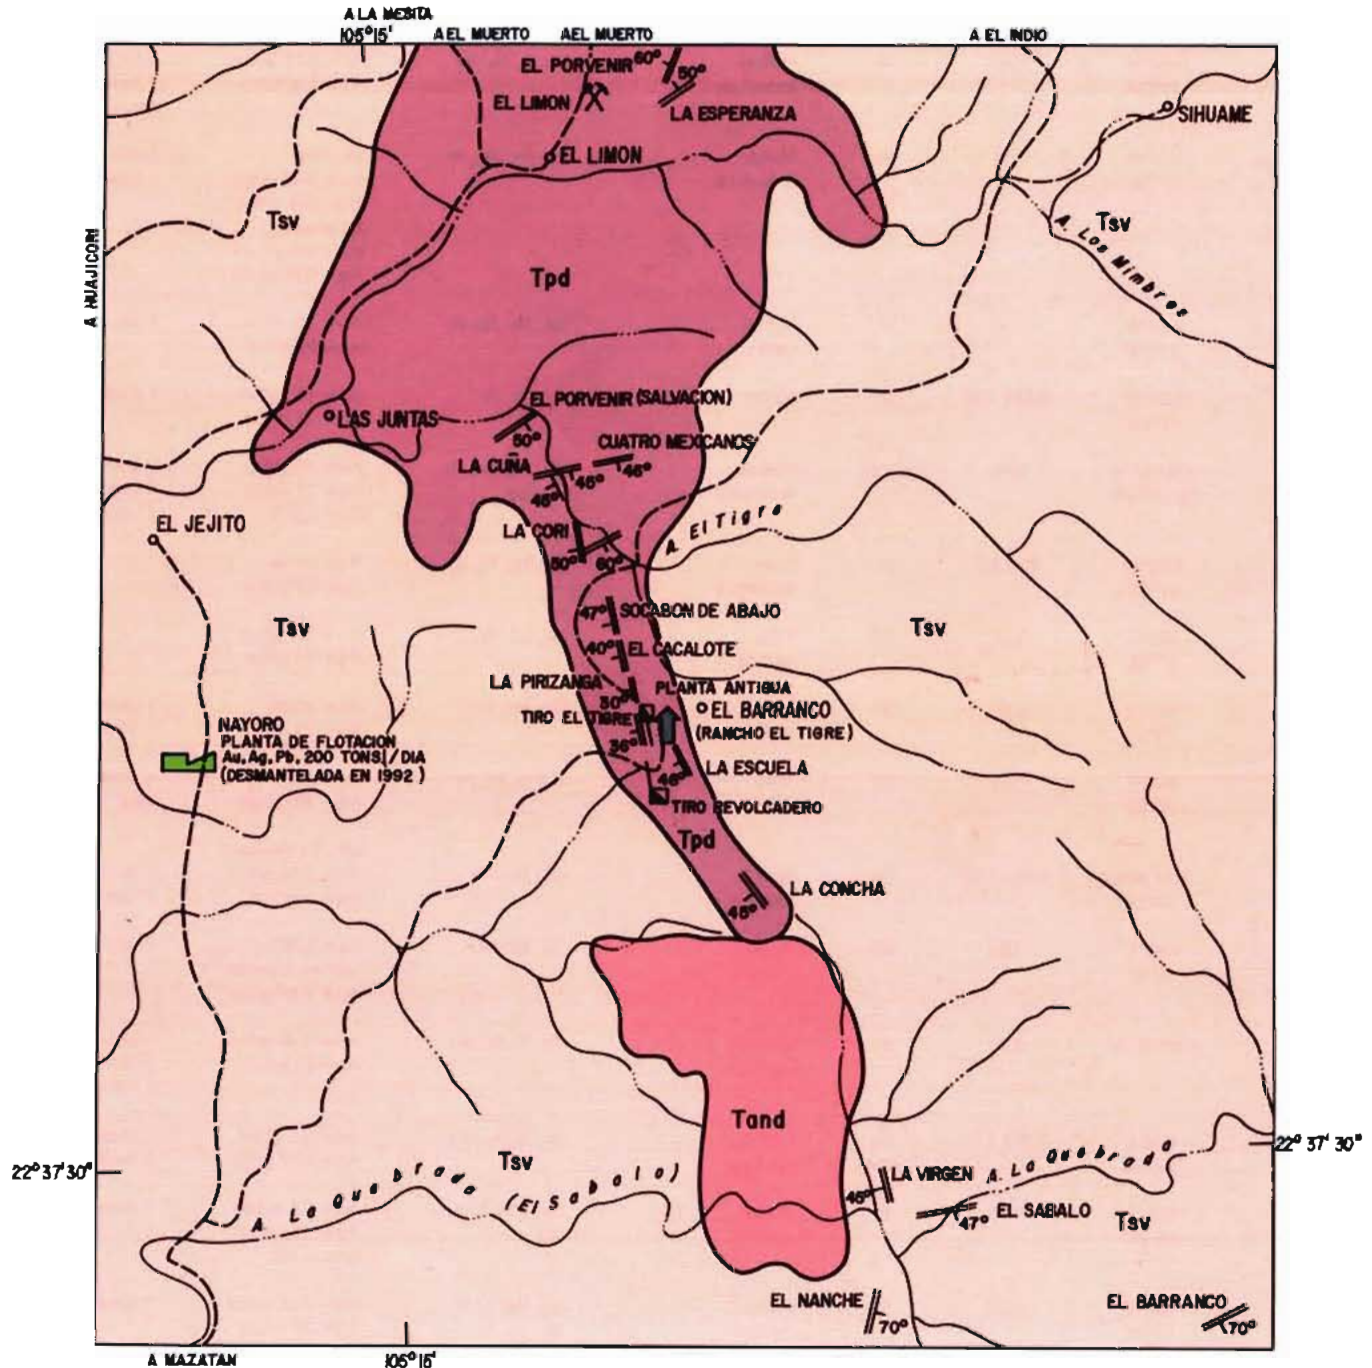 A LA MESITA
105°15'
A EL MUERTO
A EL MUERTO
A EL INDIO
EL PORVENIR
60°
50°
EL LIMON
LA ESPERANZA
SIHUAME
EL LIMON
Tsv
Tsv
A. Los Mimbres
A HUAJICORI
Tpd
EL PORVENIR (SALVACION)
LAS JUNTAS
50°
CUATRO MEXICANOS
LA CUÑA
45°
46°
45°
EL JEJITO
LA CORI
A. El Tigre
50°
60°
47°
SOCABON DE ABAJO
Tsv
Tsv
40°
EL CACALOTE
LA PIRIZANGA
PLANTA ANTIGUA
30°
EL BARRANCO
TIRO EL TIGRE
(RANCHO EL TIGRE)
NAYORO
PLANTA DE FLOTACION
Au, Ag, Pb, 200 TONS / DIA
(DESMANTELADA EN 1992)
36°
LA ESCUELA
46°
TIRO REVOLCADERO
Tpd
LA CONCHA
45°
Tand
22°37'30"
22°37'30"
Tsv
A. La Quebrada (El Sabalo)
LA VIRGEN
A. La Quebrada
45°
EL SABALO
47°
Tsv
EL NANCHE
70°
EL BARRANCO
70°
A MAZATAN
105°15'